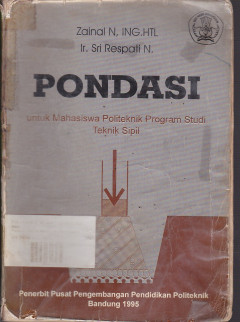 Zainal N, ING.HTL
Ir. Sri Respati N.
PONDASI
untuk Mahasiswa Politeknik Program Studi
Teknik Sipil
Penerbit Pusat Pengembangan Pendidikan Politeknik
Bandung 1995